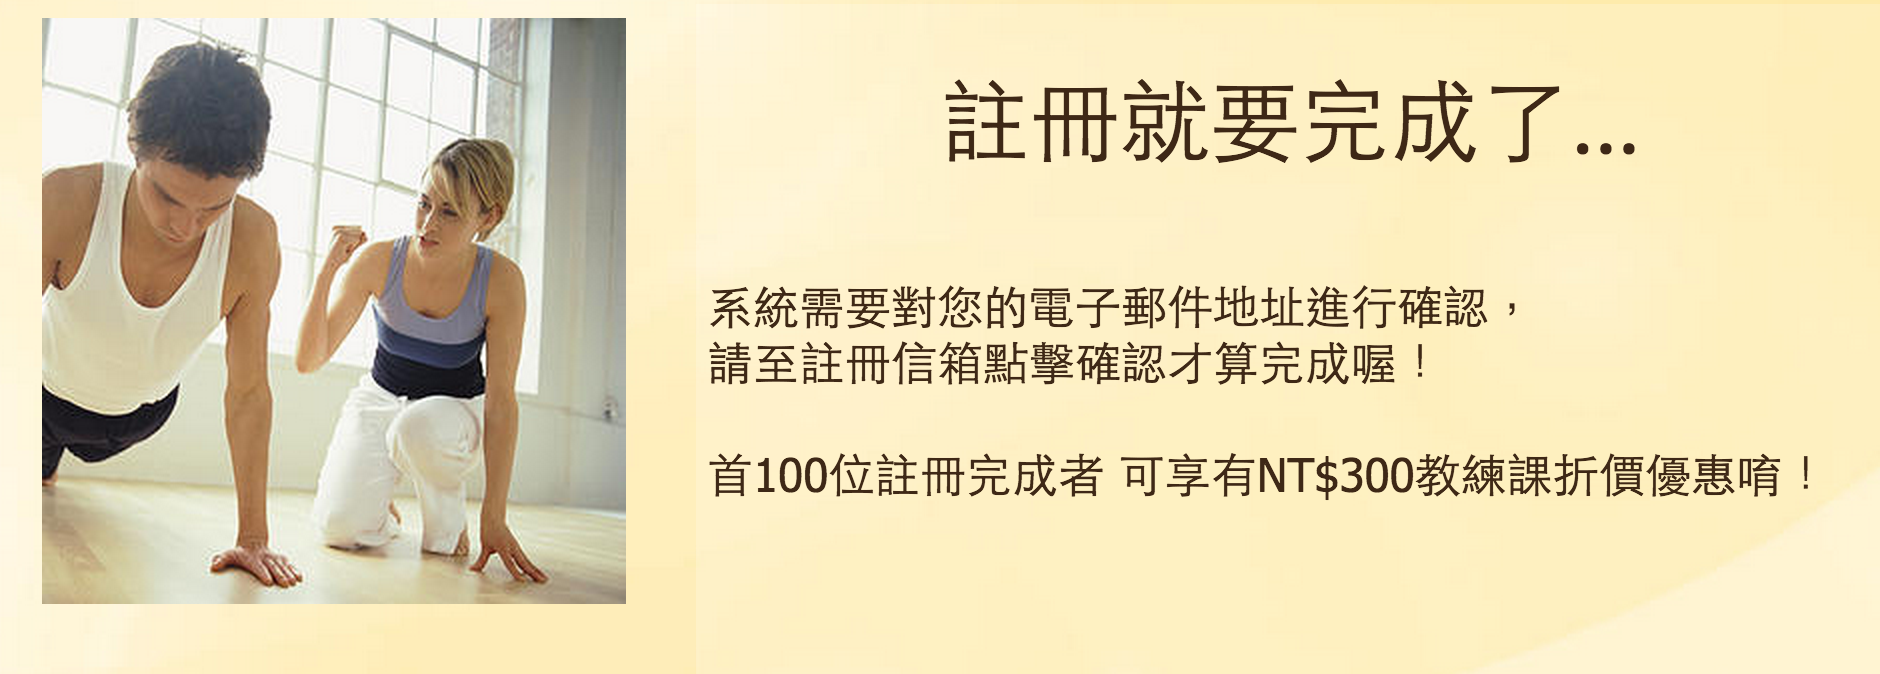 註冊就要完成了...
系統需要對您的電子郵件地址進行確認，
請至註冊信箱點擊確認才算完成喔！
首100位註冊完成者 可享有NT$300教練課折價優惠唷！